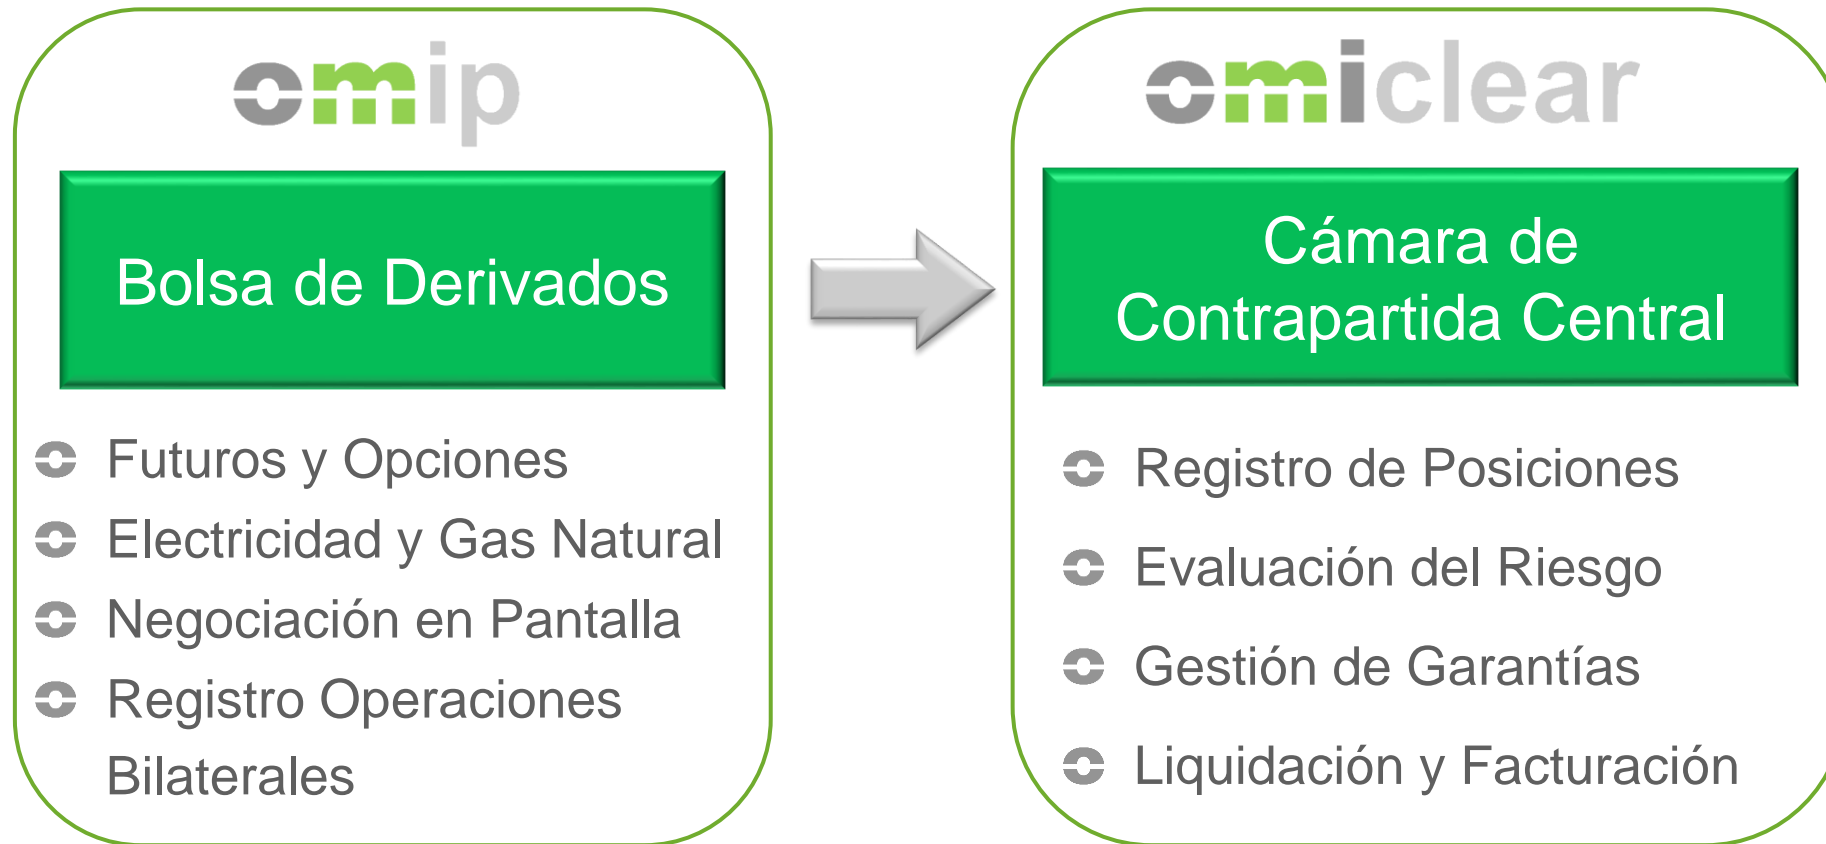 omip
Bolsa de Derivados
Futuros y Opciones
Electricidad y Gas Natural
Negociación en Pantalla
Registro Operaciones
Bilaterales
omiclear
Cámara de
Contrapartida Central
Registro de Posiciones
Evaluación del Riesgo
Gestión de Garantías
Liquidación y Facturación